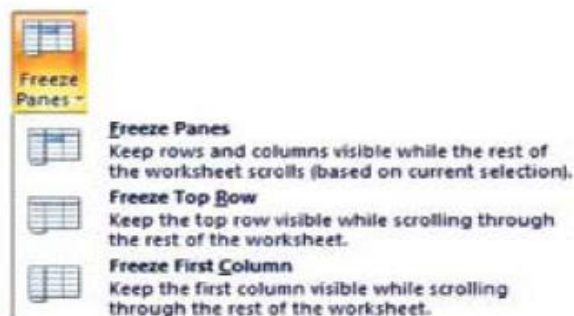 Freeze
Panes
Freeze Panes
Keep rows and columns visible while the rest of
the worksheet scrolls (based on current selection).
Freeze Top Row
Keep the top row visible while scrolling through
the rest of the worksheet.
Freeze First Column
Keep the first column visible while scrolling
through the rest of the worksheet.